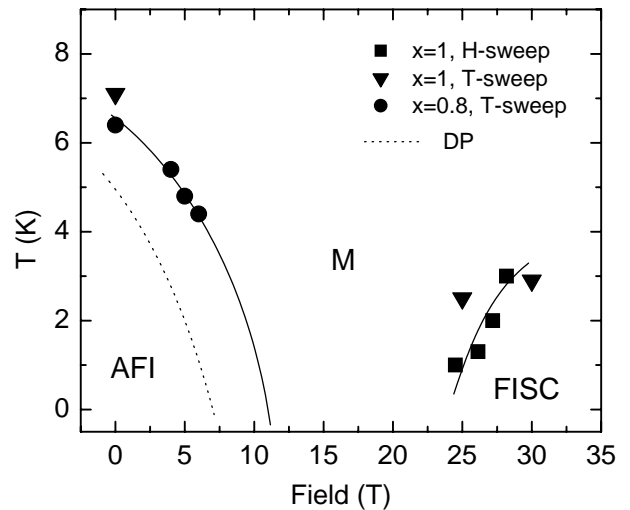 x=1, H-sweep
x=1, T-sweep
x=0.8, T-sweep
DP
8
6
4
2
0
T (K)
M
AFI
FISC
0 5 10 15 20 25 30 35
Field (T)